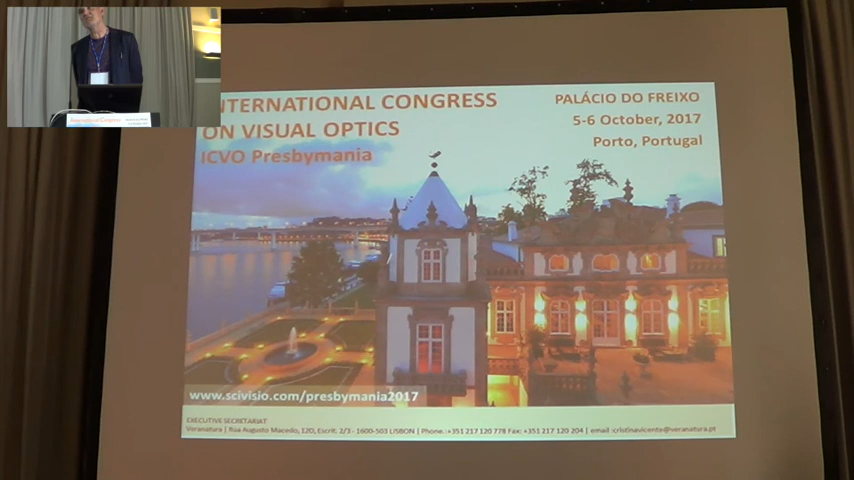 INTERNATIONAL CONGRESS
ON VISUAL OPTICS
ICVO Presbymania
PALÁCIO DO FREIXO
5-6 October, 2017
Porto, Portugal
www.scivisio.com/presbymania2017
EXECUTIVE SECRETARIAT
Veranatura | Rua Augusto Macedo, 12D, Escrit. 2/3 - 1600-503 LISBON | Phone.: +351 217 120 778 Fax: +351 217 120 204 | email :cristinavicente@veranatura.pt
International Congress